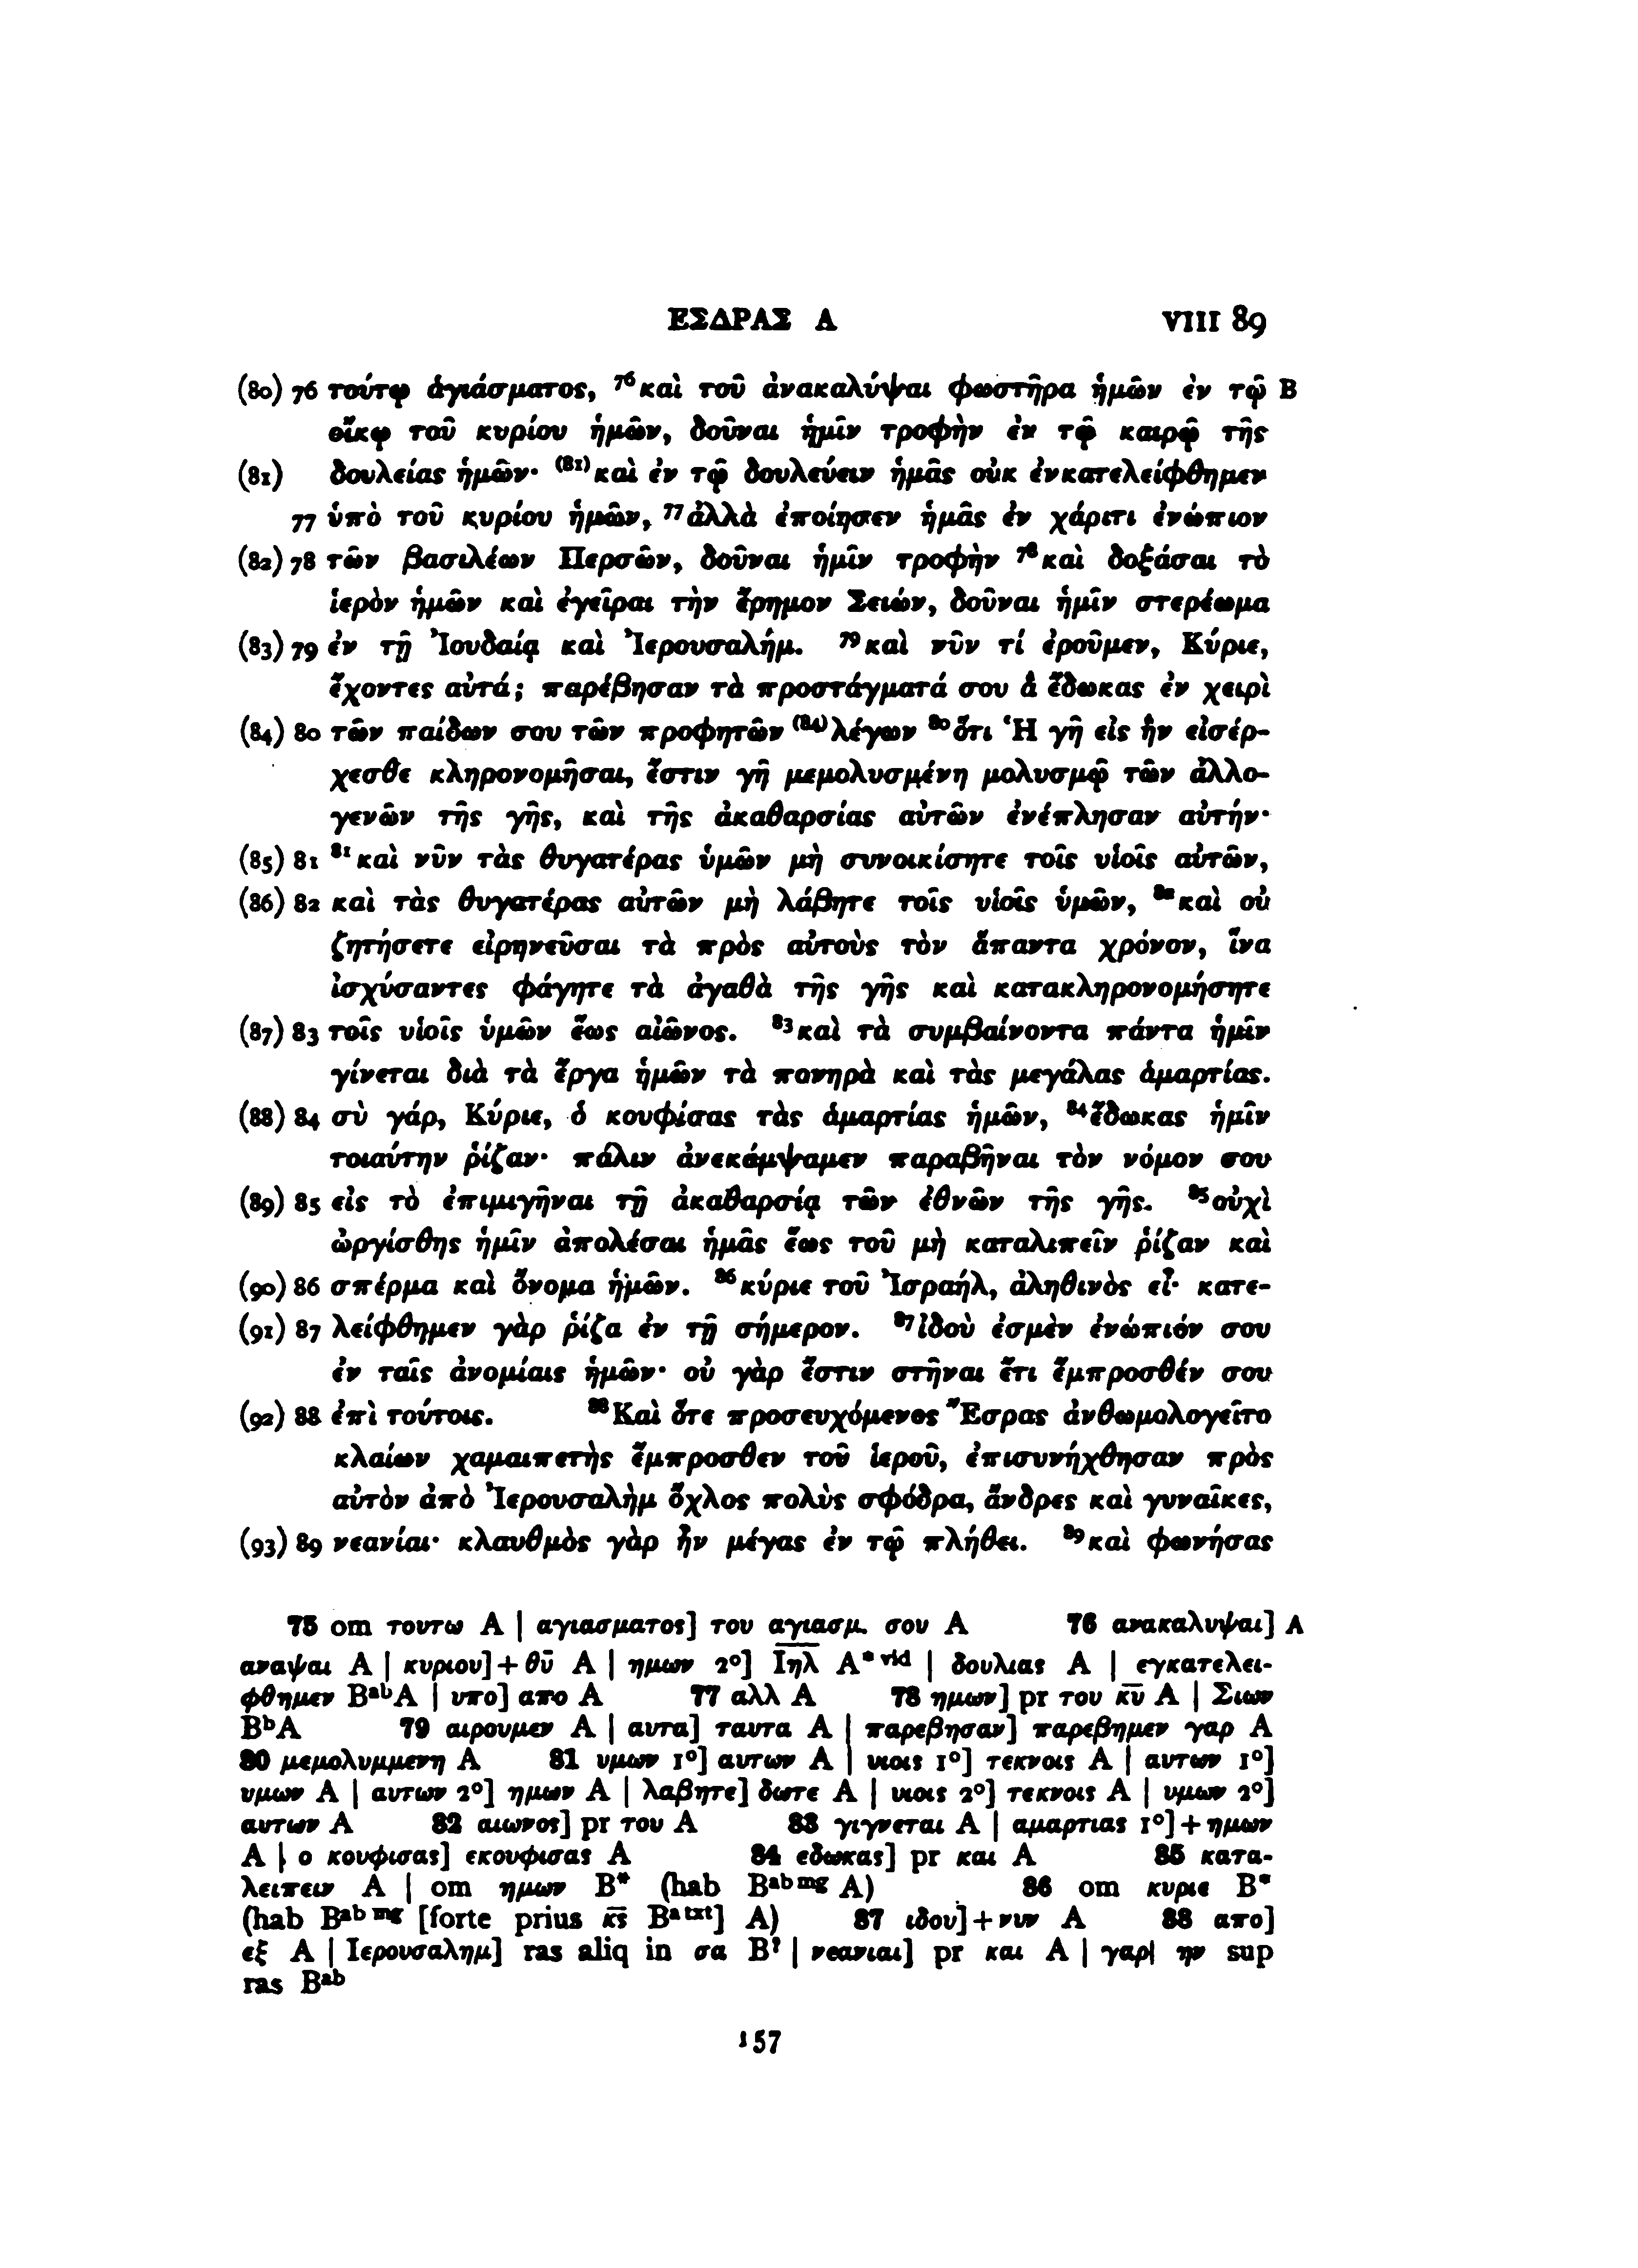 ΕΣΔΡΑΣ Α VIII 89
(80) 76 τούτῳ ἁγιάσματος, ⁷⁶καὶ τοῦ ἀνακαλύψαι φωστῆρα ἡμῶν ἐν τῷ B
οἴκῳ τοῦ κυρίου ἡμῶν, δοῦναι ἡμῖν τροφὴν ἐν τῷ καιρῷ τῆς
(81) δουλείας ἡμῶν· ⁽⁸¹⁾καὶ ἐν τῷ δουλεύειν ἡμᾶς οὐκ ἐνκατελείφθημεν
77 ὑπὸ τοῦ κυρίου ἡμῶν, ⁷⁷ἀλλὰ ἐποίησεν ἡμᾶς ἐν χάριτι ἐνώπιον
(82) 78 τῶν βασιλέων Περσῶν, δοῦναι ἡμῖν τροφὴν ⁷⁸καὶ δοξάσαι τὸ
ἱερὸν ἡμῶν καὶ ἐγεῖραι τὴν ἔρημον Σειών, δοῦναι ἡμῖν στερέωμα
(83) 79 ἐν τῇ Ἰουδαίᾳ καὶ Ἰερουσαλήμ. ⁷⁹καὶ νῦν τί ἐροῦμεν, Κύριε,
ἔχοντες αὐτά; παρέβησαν τὰ προστάγματά σου ἃ ἔδωκας ἐν χειρὶ
(84) 80 τῶν παίδων σου τῶν προφητῶν ⁽⁸⁴⁾λέγων ⁸⁰ὅτι Ἡ γῆ εἰς ἣν εἰσέρ-
χεσθε κληρονομῆσαι, ἔστιν γῆ μεμολυσμένη μολυσμῷ τῶν ἀλλο-
γενῶν τῆς γῆς, καὶ τῆς ἀκαθαρσίας αὐτῶν ἐνέπλησαν αὐτήν·
(85) 81 ⁸¹καὶ νῦν τὰς θυγατέρας ὑμῶν μὴ συνοικίσητε τοῖς υἱοῖς αὐτῶν,
(86) 82 καὶ τὰς θυγατέρας αὐτῶν μὴ λάβητε τοῖς υἱοῖς ὑμῶν, ⁸²καὶ οὐ
ζητήσετε εἰρηνεῦσαι τὰ πρὸς αὐτοὺς τὸν ἅπαντα χρόνον, ἵνα
ἰσχύσαντες φάγητε τὰ ἀγαθὰ τῆς γῆς καὶ κατακληρονομήσητε
(87) 83 τοῖς υἱοῖς ὑμῶν ἕως αἰῶνος. ⁸³καὶ τὰ συμβαίνοντα πάντα ἡμῖν
γίνεται διὰ τὰ ἔργα ἡμῶν τὰ πονηρὰ καὶ τὰς μεγάλας ἁμαρτίας.
(88) 84 σὺ γάρ, Κύριε, ὁ κουφίσας τὰς ἁμαρτίας ἡμῶν, ⁸⁴ἔδωκας ἡμῖν
τοιαύτην ῥίζαν· πάλιν ἀνεκάμψαμεν παραβῆναι τὸν νόμον σου
(89) 85 εἰς τὸ ἐπιμιγῆναι τῇ ἀκαθαρσίᾳ τῶν ἐθνῶν τῆς γῆς. ⁸⁵οὐχὶ
ὠργίσθης ἡμῖν ἀπολέσαι ἡμᾶς ἕως τοῦ μὴ καταλιπεῖν ῥίζαν καὶ
(90) 86 σπέρμα καὶ ὄνομα ἡμῶν. ⁸⁶κύριε τοῦ Ἰσραήλ, ἀληθινὸς εἶ· κατε-
(91) 87 λείφθημεν γὰρ ῥίζα ἐν τῇ σήμερον. ⁸⁷ἰδοὺ ἐσμὲν ἐνώπιόν σου
ἐν ταῖς ἀνομίαις ἡμῶν· οὐ γὰρ ἔστιν στῆναι ἔτι ἔμπροσθέν σου
(92) 88 ἐπὶ τούτοις. ⁸⁸Καὶ ὅτε προσευχόμενος Ἔσρας ἀνθωμολογεῖτο
κλαίων χαμαιπετὴς ἔμπροσθεν τοῦ ἱεροῦ, ἐπισυνήχθησαν πρὸς
αὐτὸν ἀπὸ Ἰερουσαλὴμ ὄχλος πολὺς σφόδρα, ἄνδρες καὶ γυναῖκες,
(93) 89 νεανίαι· κλαυθμὸς γὰρ ἦν μέγας ἐν τῷ πλήθει. ⁸⁹καὶ φωνήσας
75 om τουτω A | αγιασματος] του αγιασμ. σου A 76 ανακαλυψαι] A
αναψαι A | κυριου]+θῡ A | ημων 2°] Ιηλ A*ᵛⁱᵈ | δουλιας A | εγκατελει-
φθημεν BᵃᵇA | υπο] απο A 77 αλλ A 78 ημων] pr του κῡ A | Σιων
BᵇA 79 αιρουμεν A | αυτα] ταυτα A | παρεβησαν] παρεβημεν γαρ A
80 μεμολυμμενη A 81 υμων 1°] αυτων A | υιοις 1°] τεκνοις A | αυτων 1°]
υμων A | αυτων 2°] ημων A | λαβητε] δωτε A | υιοις 2°] τεκνοις A | υμων 2°]
αυτων A 82 αιωνος] pr του A 83 γιγνεται A | αμαρτιας 1°]+ημων
A | ο κουφισας] εκουφισας A 84 εδωκας] pr και A 85 κατα-
λειπειν A | om ημων B* (hab Bᵃᵇᵐᵍ A) 86 om κυριε B*
(hab Bᵃᵇᵐᵍ [forte prius κ̄ς̄ Bᵃᵗˣᵗ] A) 87 ιδου]+νυν A 88 απο]
εξ A | Ιερουσαλημ] ras aliq in σα B? | νεανιαι] pr και A | γαρ| ην sup
ras Bᵃᵇ
157